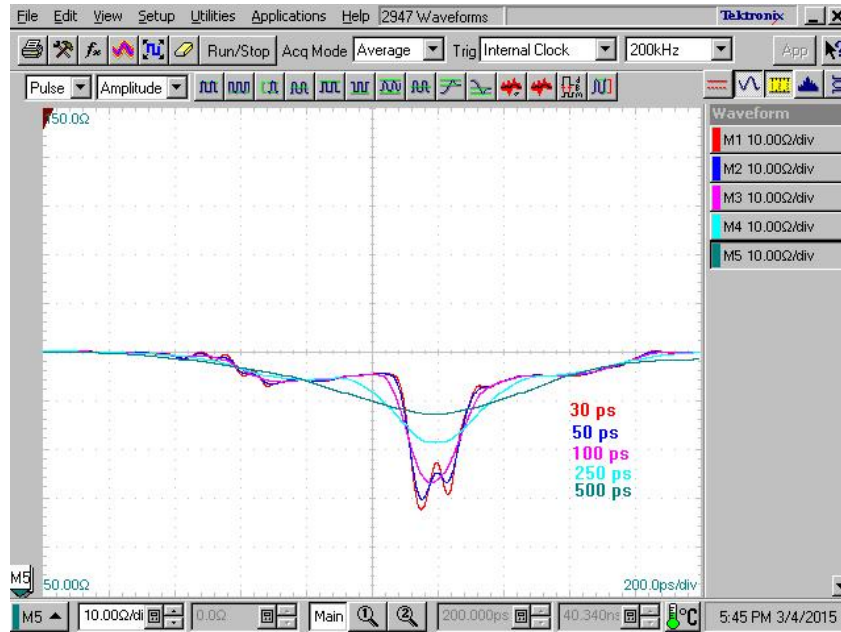 File Edit View Setup Utilities Applications Help 2947 Waveforms Tektronix
Run/Stop Acq Mode Average Trig Internal Clock 200kHz App
Pulse Amplitude
150.0Ω
Waveform
M1 10.00Ω/div
M2 10.00Ω/div
M3 10.00Ω/div
M4 10.00Ω/div
M5 10.00Ω/div
30 ps
50 ps
100 ps
250 ps
500 ps
M5
50.00Ω 200.0ps/div
M5 10.00Ω/di 0.0Ω Main 200.000ps 40.340ns °C 5:45 PM 3/4/2015